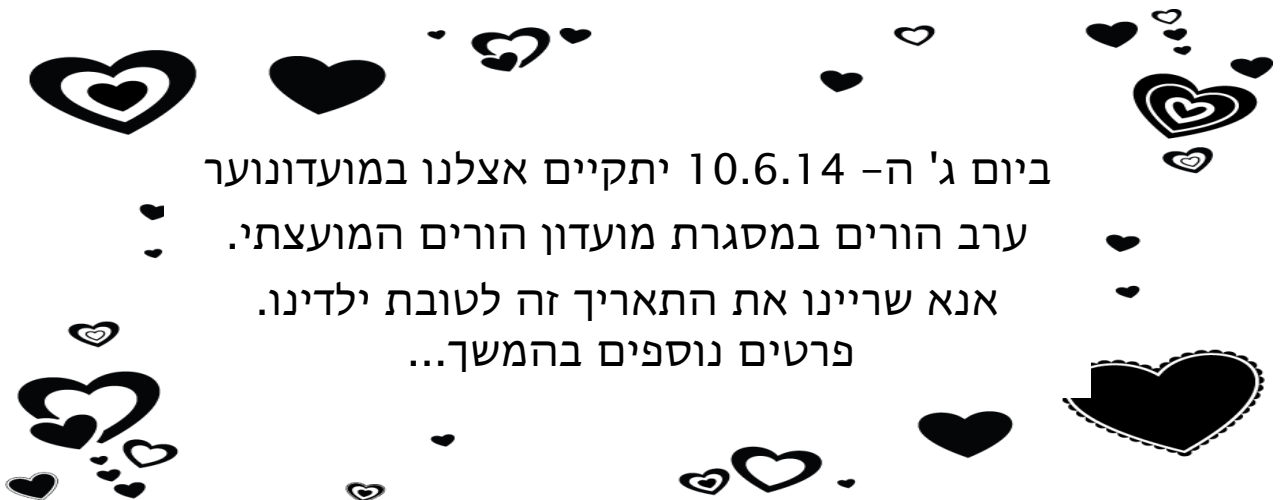 ביום ג' ה- 10.6.14 יתקיים אצלנו במועדונוער
ערב הורים במסגרת מועדון הורים המועצתי.
אנא שריינו את התאריך זה לטובת ילדינו.
פרטים נוספים בהמשך...